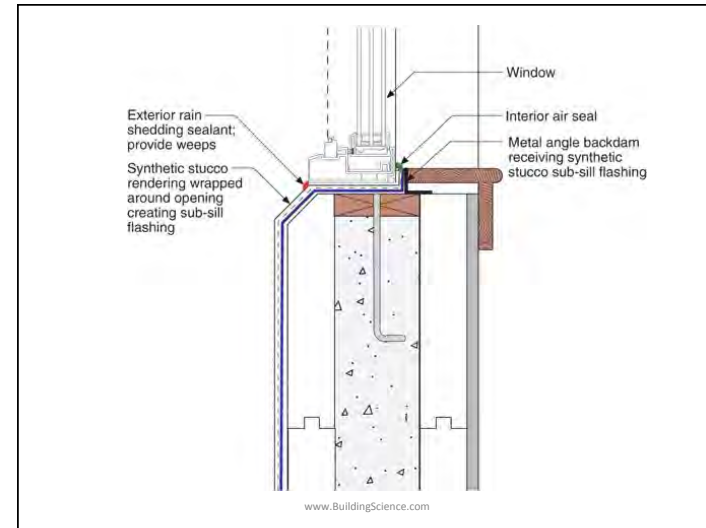 Exterior rain
shedding sealant;
provide weeps
Synthetic stucco
rendering wrapped
around opening
creating sub-sill
flashing
Window
Interior air seal
Metal angle backdam
receiving synthetic
stucco sub-sill flashing
www.BuildingScience.com